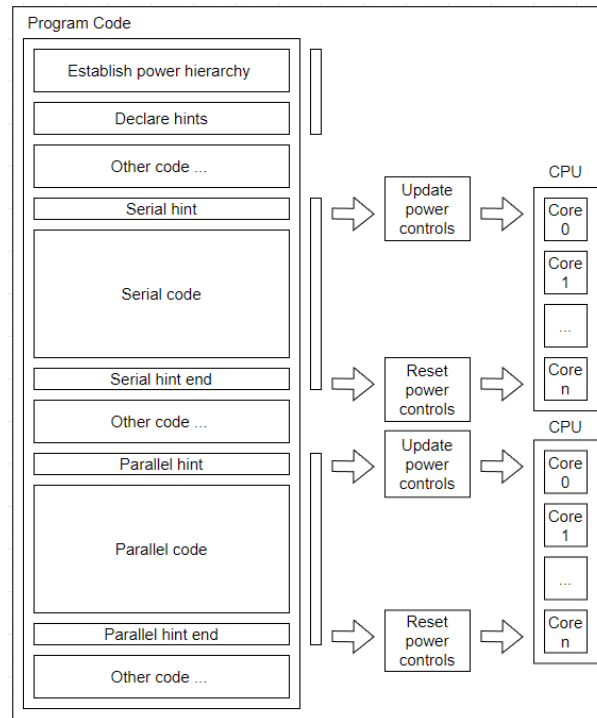 Program Code
Establish power hierarchy
Declare hints
Other code ...
Serial hint
Serial code
Serial hint end
Other code ...
Parallel hint
Parallel code
Parallel hint end
Other code ...
Update
power
controls
Reset
power
controls
Update
power
controls
Reset
power
controls
CPU
Core
0
Core
1
...
Core
n
CPU
Core
0
Core
1
...
Core
n